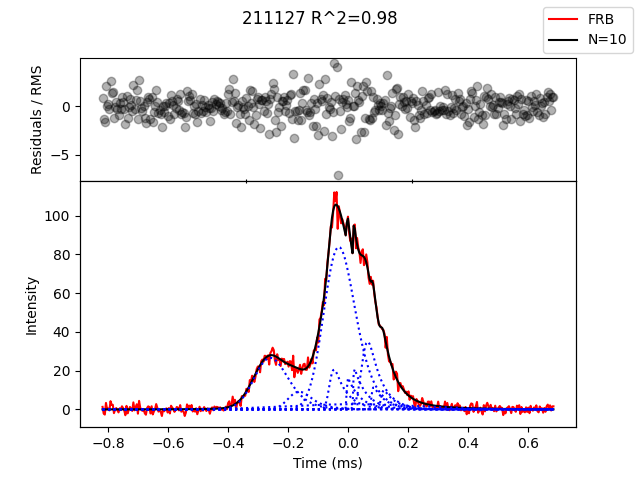 211127 R^2=0.98
FRB
N=10
Residuals / RMS
0
−5
Intensity
100
80
60
40
20
0
−0.8 −0.6 −0.4 −0.2 0.0 0.2 0.4 0.6
Time (ms)